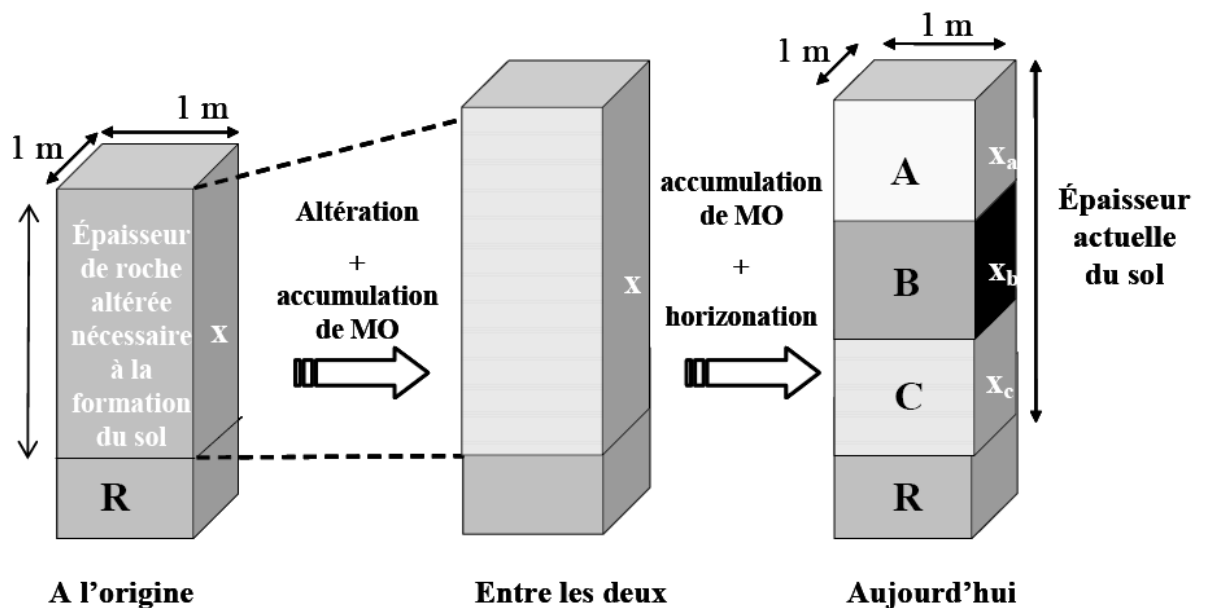 1 m
1 m
Épaisseur
de roche
altérée
nécessaire
à la
formation
du sol
x
R
A l’origine
Altération
+
accumulation
de MO
x
Entre les deux
accumulation
de MO
+
horizonation
1 m
1 m
A
xa
B
xb
C
xc
R
Épaisseur
actuelle
du sol
Aujourd’hui